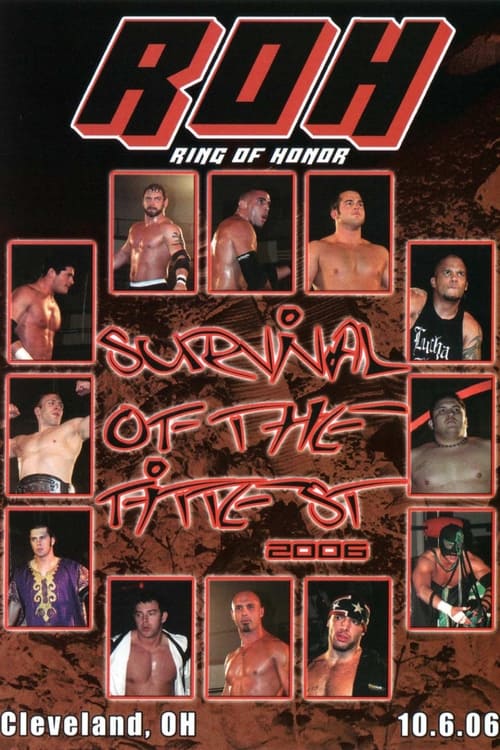 ROH
RING OF HONOR
Lucha
SURVIVAL
OF THE
FITTEST
2006
Cleveland, OH
10.6.06